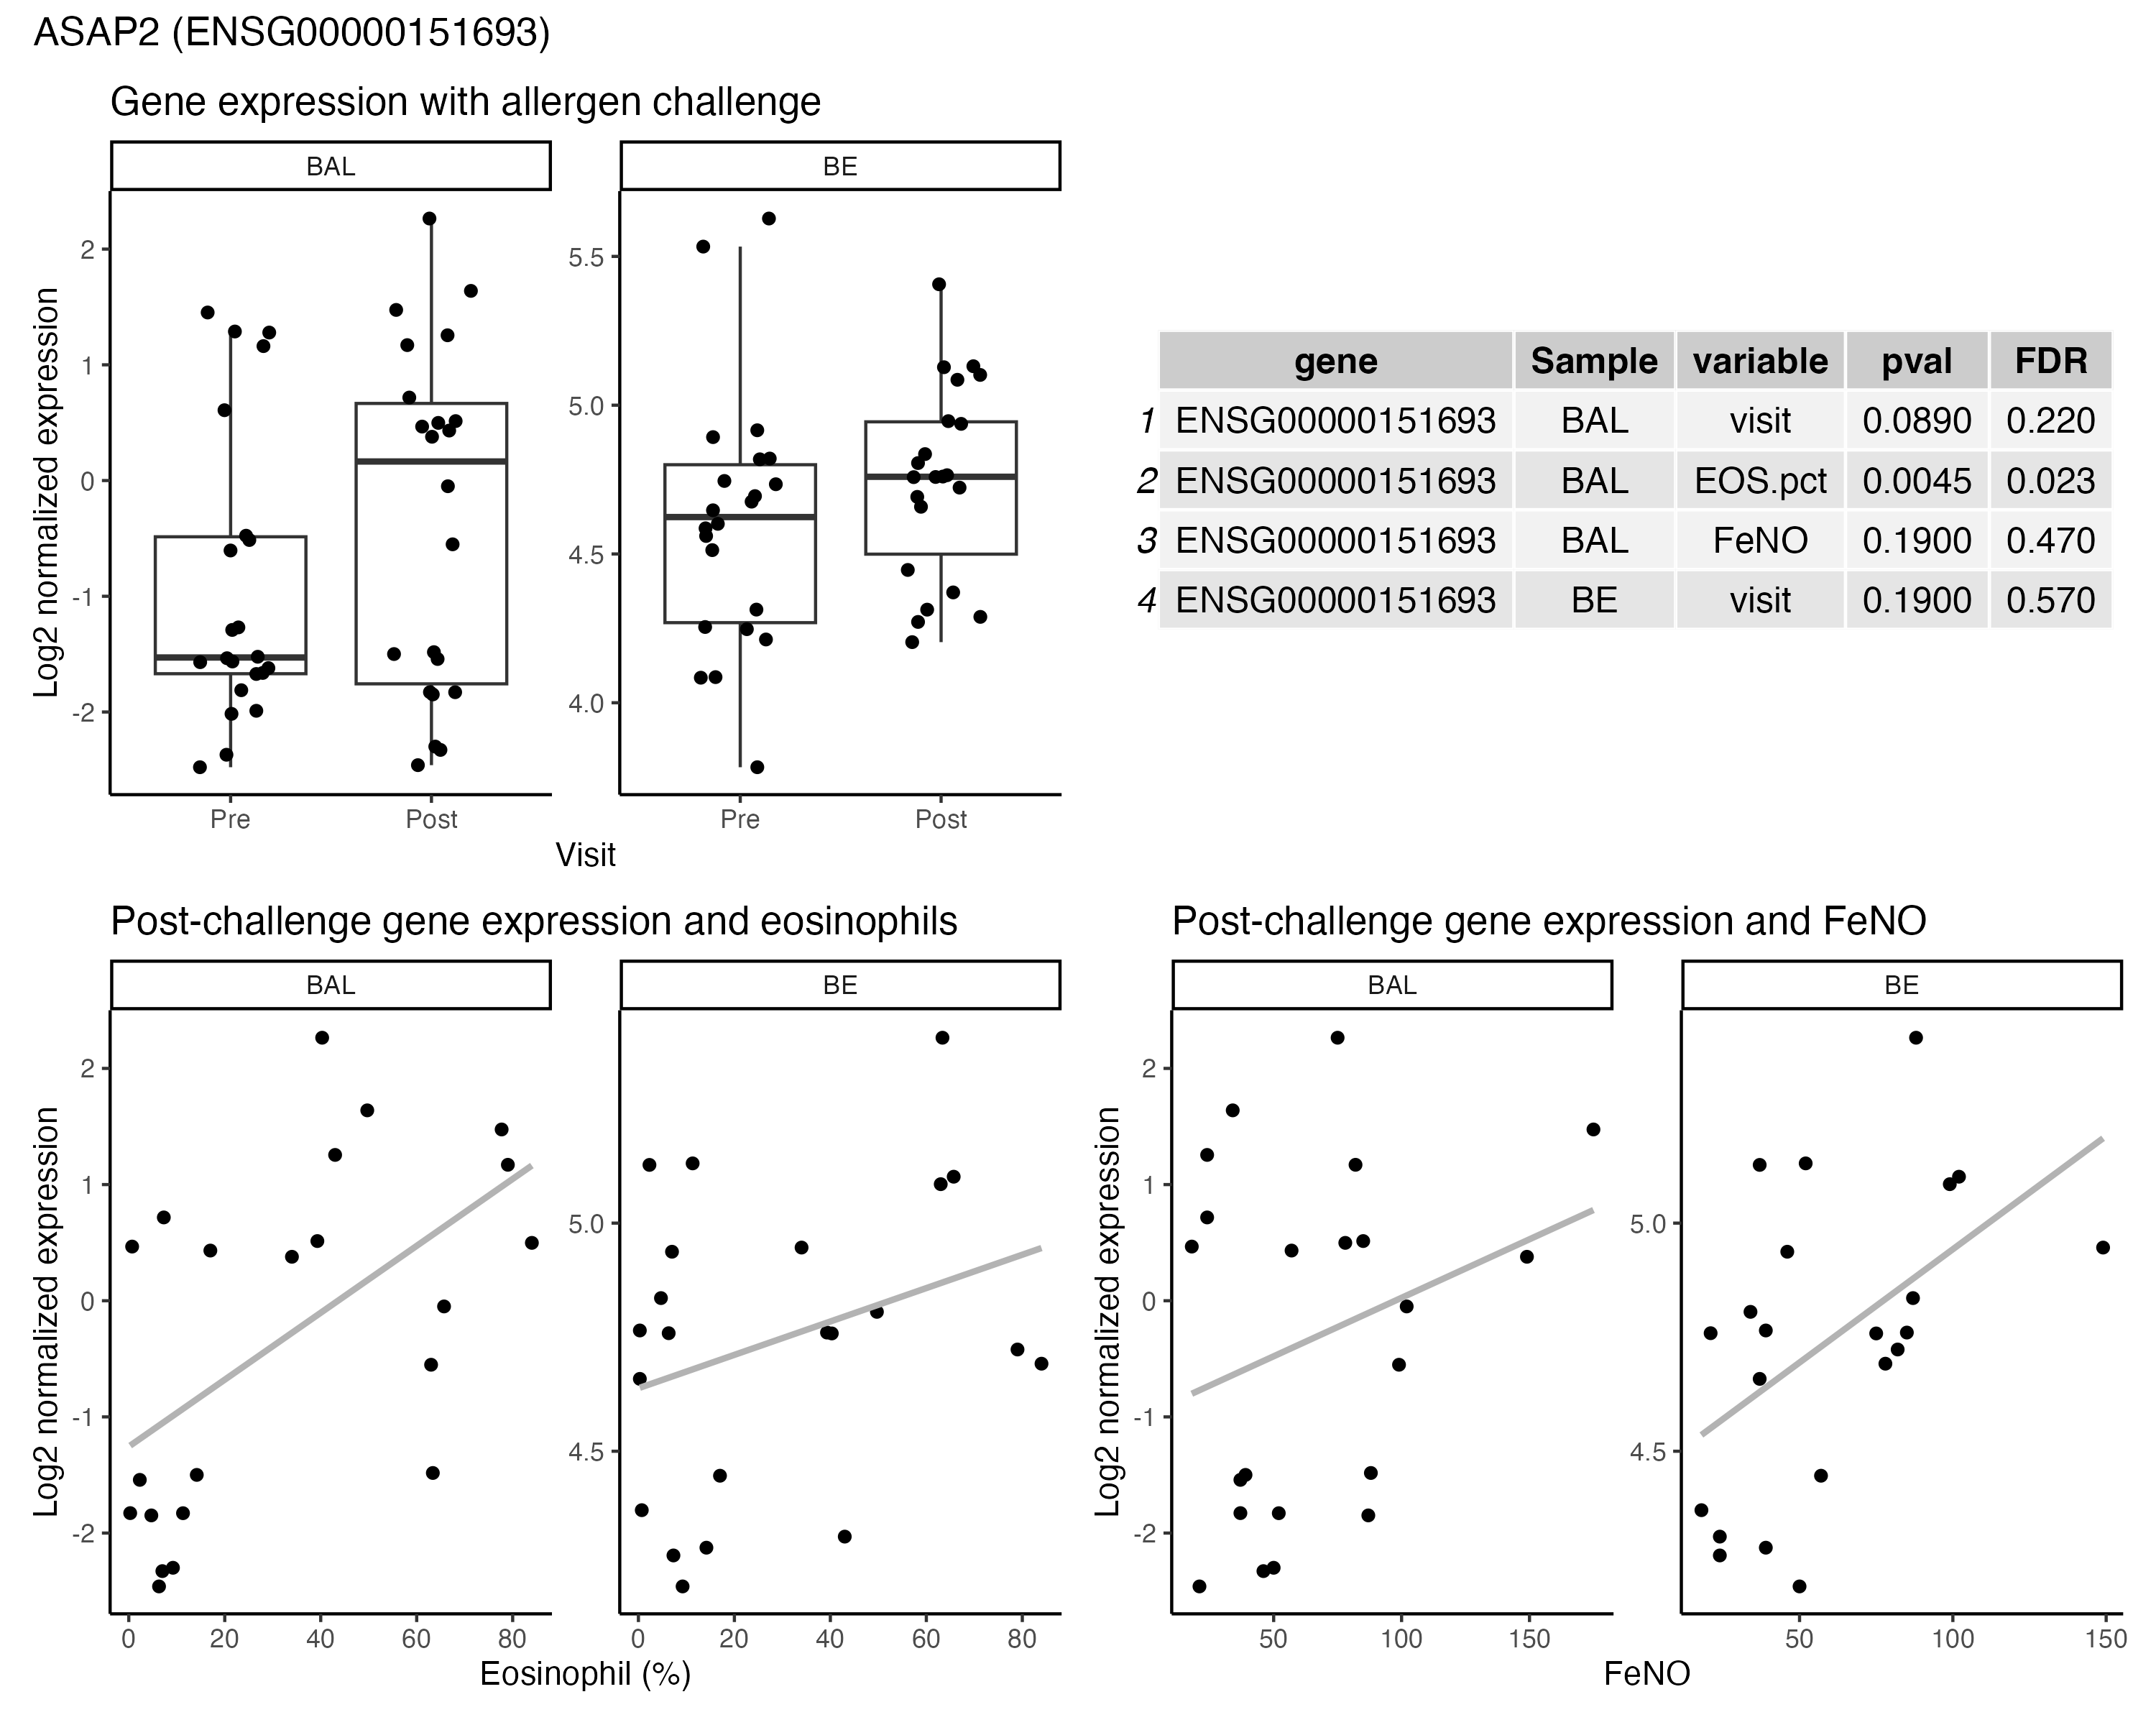 ASAP2 (ENSG00000151693)
Gene expression with allergen challenge
BAL BE
Log2 normalized expression
2
1
0
-1
-2
5.5
5.0
4.5
4.0
Pre Post Pre Post
Visit
gene Sample variable pval FDR
1 ENSG00000151693 BAL visit 0.0890 0.220
2 ENSG00000151693 BAL EOS.pct 0.0045 0.023
3 ENSG00000151693 BAL FeNO 0.1900 0.470
4 ENSG00000151693 BE visit 0.1900 0.570
Post-challenge gene expression and eosinophils
BAL BE
Log2 normalized expression
2
1
0
-1
-2
5.0
4.5
0 20 40 60 80 0 20 40 60 80
Eosinophil (%)
Post-challenge gene expression and FeNO
BAL BE
Log2 normalized expression
2
1
0
-1
-2
5.0
4.5
50 100 150 50 100 150
FeNO